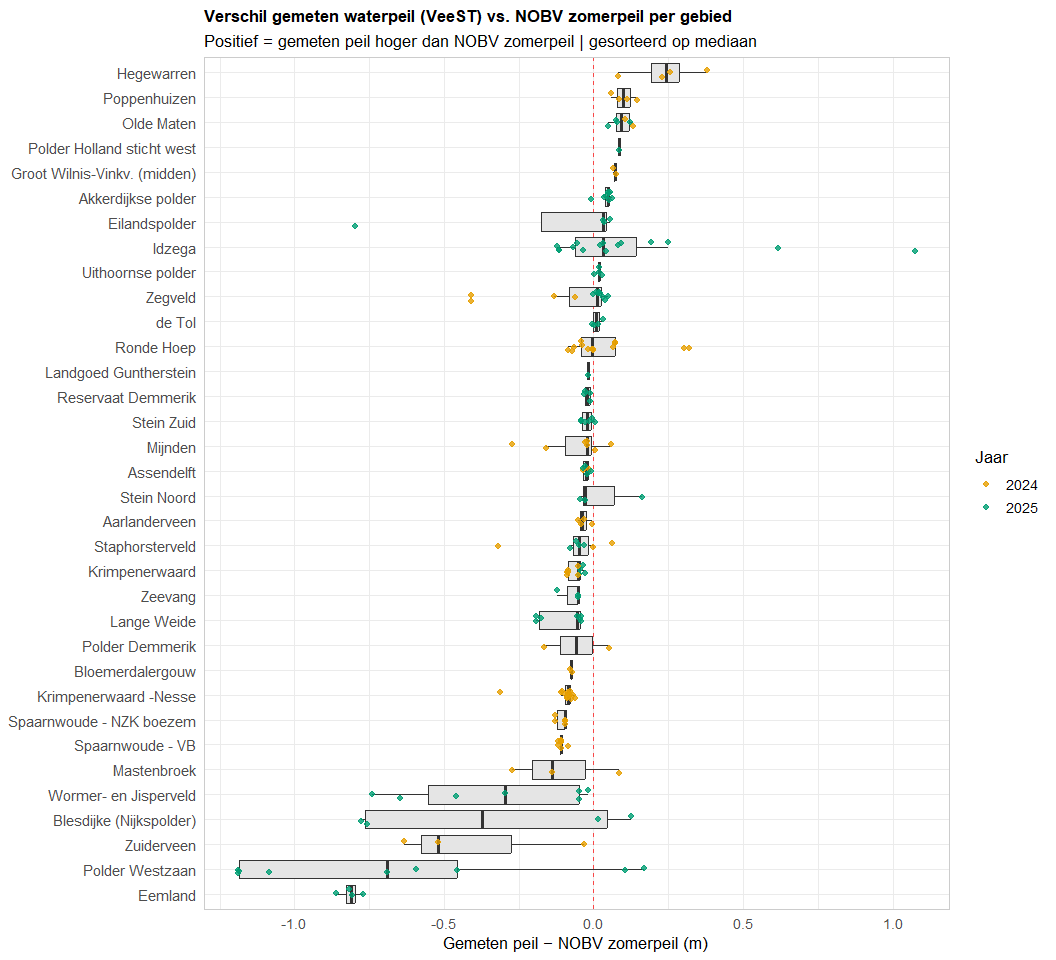 Verschil gemeten waterpeil (VeeST) vs. NOBV zomerpeil per gebied
Positief = gemeten peil hoger dan NOBV zomerpeil | gesorteerd op mediaan
Hegewarren
Poppenhuizen
Olde Maten
Polder Holland sticht west
Groot Wilnis-Vinkv. (midden)
Akkerdijkse polder
Eilandspolder
Idzega
Uithoornse polder
Zegveld
de Tol
Ronde Hoep
Landgoed Guntherstein
Reservaat Demmerik
Stein Zuid
Mijnden
Assendelft
Stein Noord
Aarlanderveen
Staphorsterveld
Krimpenerwaard
Zeevang
Lange Weide
Polder Demmerik
Bloemerdalergouw
Krimpenerwaard -Nesse
Spaarnwoude - NZK boezem
Spaarnwoude - VB
Mastenbroek
Wormer- en Jisperveld
Blesdijke (Nijkspolder)
Zuiderveen
Polder Westzaan
Eemland
-1.0 -0.5 0.0 0.5 1.0
Gemeten peil − NOBV zomerpeil (m)
Jaar
2024
2025